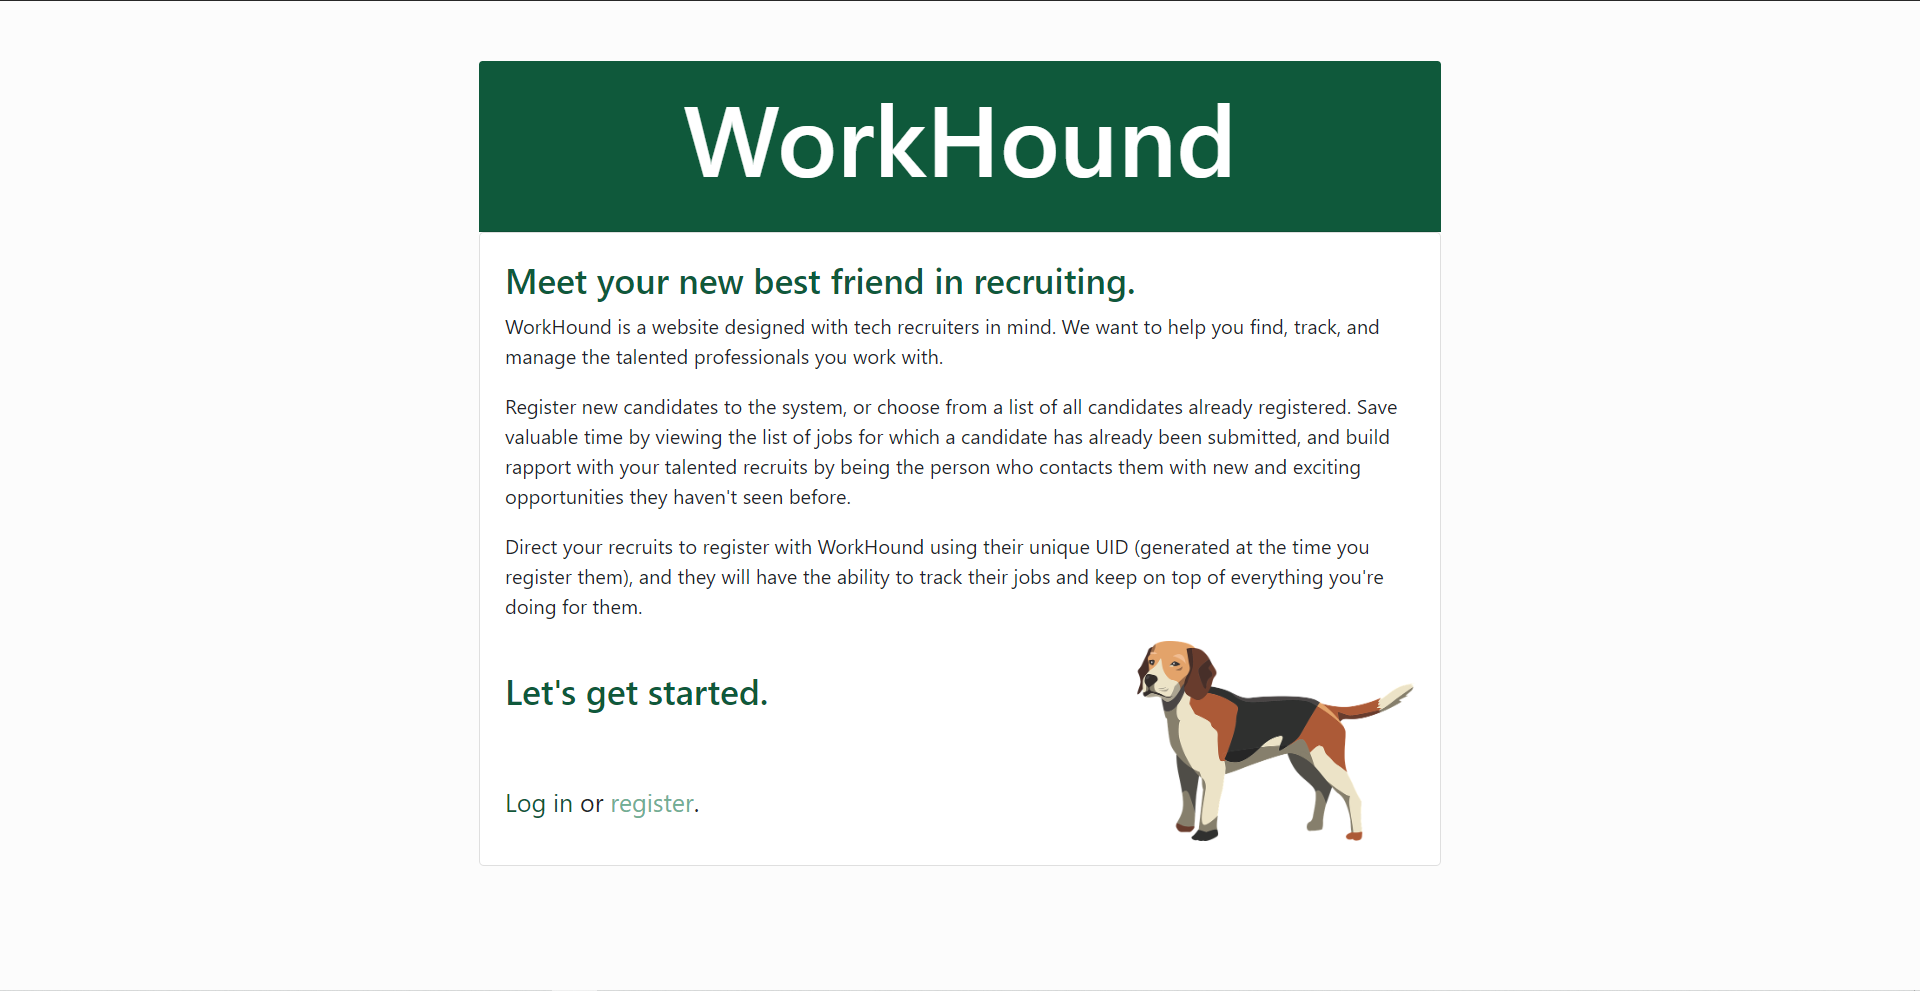 WorkHound
Meet your new best friend in recruiting.
WorkHound is a website designed with tech recruiters in mind. We want to help you find, track, and
manage the talented professionals you work with.
Register new candidates to the system, or choose from a list of all candidates already registered. Save
valuable time by viewing the list of jobs for which a candidate has already been submitted, and build
rapport with your talented recruits by being the person who contacts them with new and exciting
opportunities they haven't seen before.
Direct your recruits to register with WorkHound using their unique UID (generated at the time you
register them), and they will have the ability to track their jobs and keep on top of everything you're
doing for them.
Let's get started.
Log in or register.